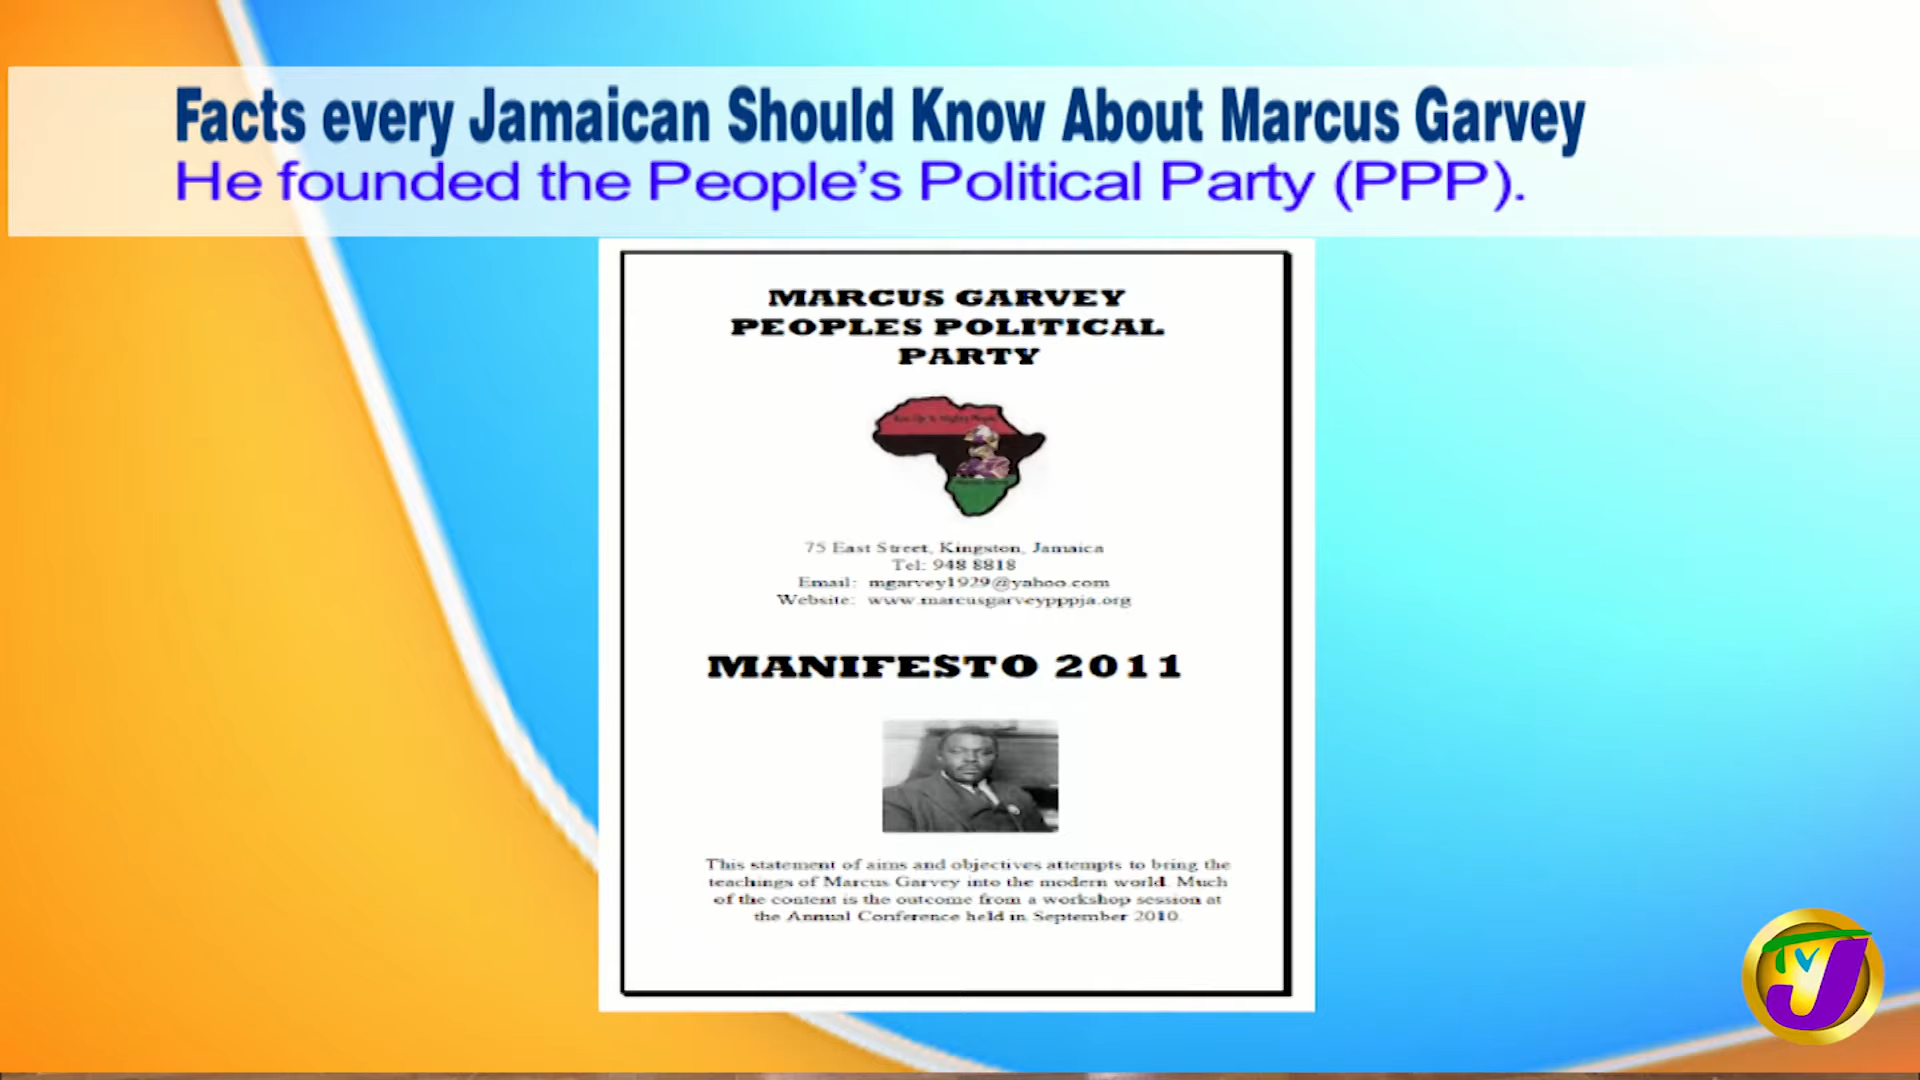 Facts every Jamaican Should Know About Marcus Garvey
He founded the People’s Political Party (PPP).
MARCUS GARVEY
PEOPLES POLITICAL
PARTY
75 East Street, Kingston, Jamaica
Tel: 948 8818
Email: mgarvey1929@yahoo.com
Website: www.marcusgarveypppja.org
MANIFESTO 2011
This statement of aims and objectives attempts to bring the
teachings of Marcus Garvey into the modern world. Much
of the content is the outcome from a workshop session at
the Annual Conference held in September 2010.
TVJ